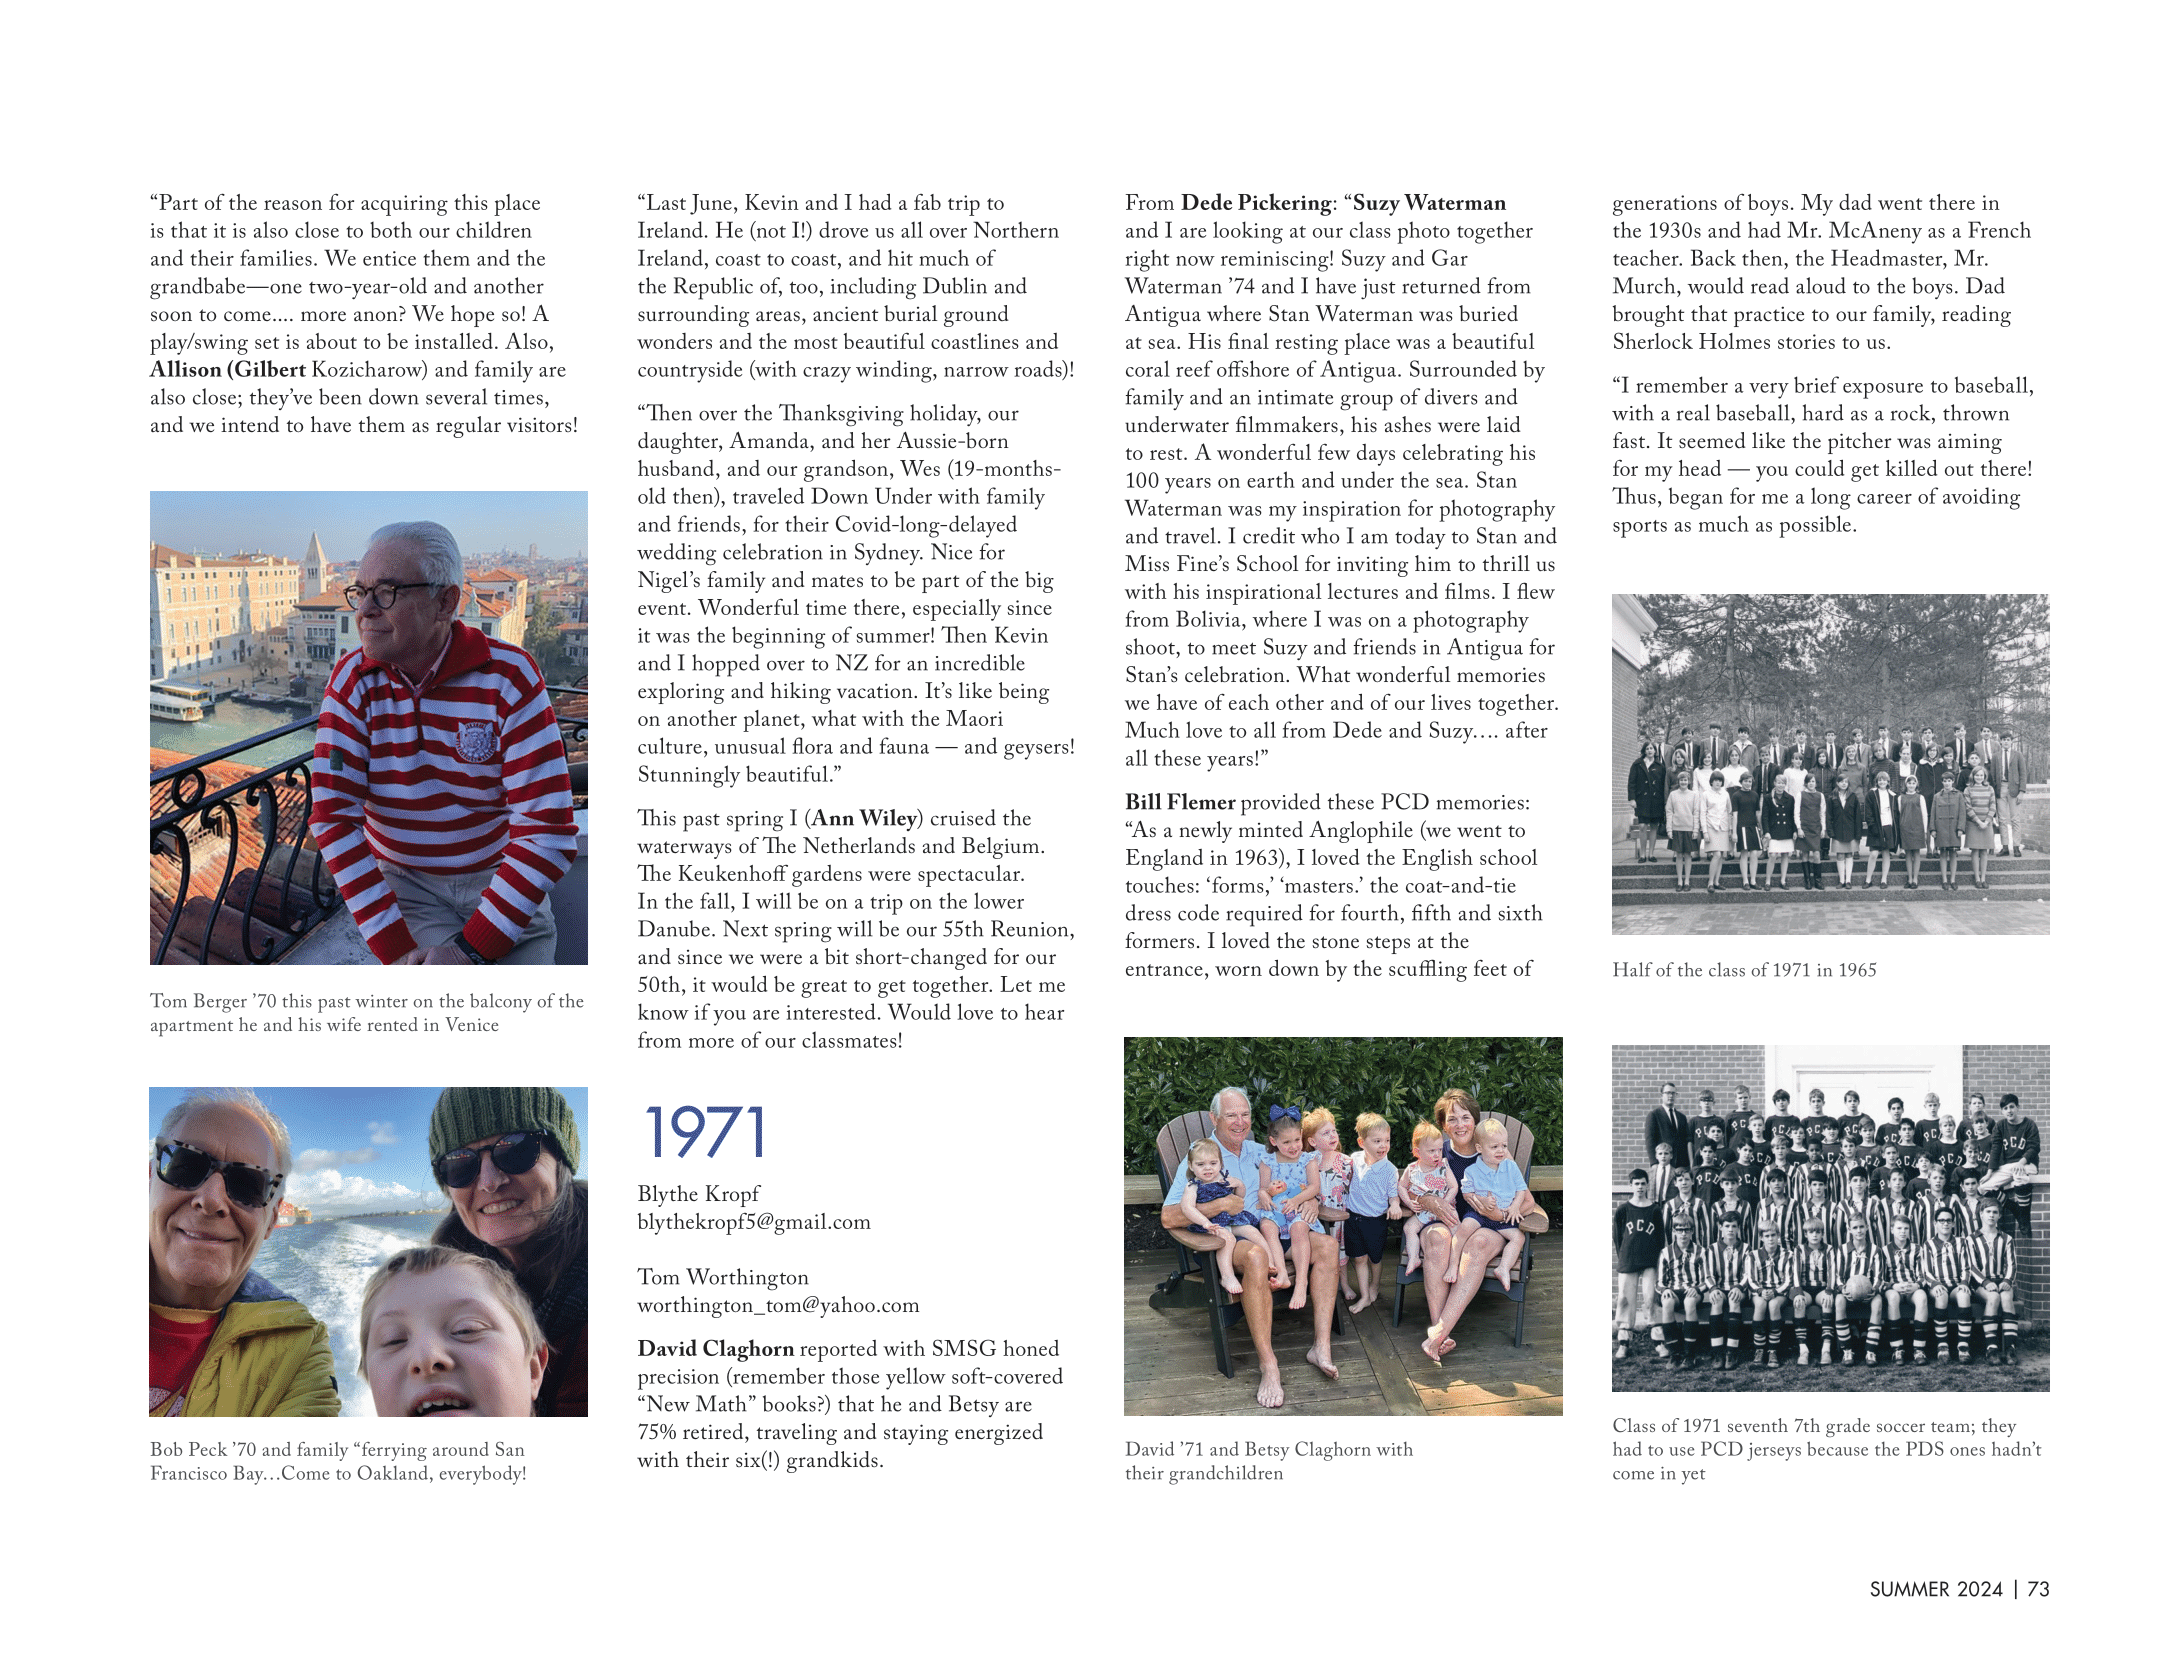 “Part of the reason for acquiring this place
is that it is also close to both our children
and their families. We entice them and the
grandbabe—one two-year-old and another
soon to come.... more anon? We hope so! A
play/swing set is about to be installed. Also,
Allison (Gilbert Kozicharow) and family are
also close; they’ve been down several times,
and we intend to have them as regular visitors!
Tom Berger ’70 this past winter on the balcony of the
apartment he and his wife rented in Venice
Bob Peck ’70 and family “ferrying around San
Francisco Bay…Come to Oakland, everybody!
“Last June, Kevin and I had a fab trip to
Ireland. He (not I!) drove us all over Northern
Ireland, coast to coast, and hit much of
the Republic of, too, including Dublin and
surrounding areas, ancient burial ground
wonders and the most beautiful coastlines and
countryside (with crazy winding, narrow roads)!
“Then over the Thanksgiving holiday, our
daughter, Amanda, and her Aussie-born
husband, and our grandson, Wes (19-months-
old then), traveled Down Under with family
and friends, for their Covid-long-delayed
wedding celebration in Sydney. Nice for
Nigel’s family and mates to be part of the big
event. Wonderful time there, especially since
it was the beginning of summer! Then Kevin
and I hopped over to NZ for an incredible
exploring and hiking vacation. It’s like being
on another planet, what with the Maori
culture, unusual flora and fauna — and geysers!
Stunningly beautiful.”
This past spring I (Ann Wiley) cruised the
waterways of The Netherlands and Belgium.
The Keukenhoff gardens were spectacular.
In the fall, I will be on a trip on the lower
Danube. Next spring will be our 55th Reunion,
and since we were a bit short-changed for our
50th, it would be great to get together. Let me
know if you are interested. Would love to hear
from more of our classmates!
1971
Blythe Kropf
blythekropf5@gmail.com
Tom Worthington
worthington_tom@yahoo.com
David Claghorn reported with SMSG honed
precision (remember those yellow soft-covered
“New Math” books?) that he and Betsy are
75% retired, traveling and staying energized
with their six(!) grandkids.
From Dede Pickering: “Suzy Waterman
and I are looking at our class photo together
right now reminiscing! Suzy and Gar
Waterman ’74 and I have just returned from
Antigua where Stan Waterman was buried
at sea. His final resting place was a beautiful
coral reef offshore of Antigua. Surrounded by
family and an intimate group of divers and
underwater filmmakers, his ashes were laid
to rest. A wonderful few days celebrating his
100 years on earth and under the sea. Stan
Waterman was my inspiration for photography
and travel. I credit who I am today to Stan and
Miss Fine’s School for inviting him to thrill us
with his inspirational lectures and films. I flew
from Bolivia, where I was on a photography
shoot, to meet Suzy and friends in Antigua for
Stan’s celebration. What wonderful memories
we have of each other and of our lives together.
Much love to all from Dede and Suzy…. after
all these years!”
Bill Flemer provided these PCD memories:
“As a newly minted Anglophile (we went to
England in 1963), I loved the English school
touches: ‘forms,’ ‘masters.’ the coat-and-tie
dress code required for fourth, fifth and sixth
formers. I loved the stone steps at the
entrance, worn down by the scuffling feet of
David ’71 and Betsy Claghorn with
their grandchildren
generations of boys. My dad went there in
the 1930s and had Mr. McAneny as a French
teacher. Back then, the Headmaster, Mr.
Murch, would read aloud to the boys. Dad
brought that practice to our family, reading
Sherlock Holmes stories to us.
“I remember a very brief exposure to baseball,
with a real baseball, hard as a rock, thrown
fast. It seemed like the pitcher was aiming
for my head — you could get killed out there!
Thus, began for me a long career of avoiding
sports as much as possible.
Half of the class of 1971 in 1965
PCD
PCD
Class of 1971 seventh 7th grade soccer team; they
had to use PCD jerseys because the PDS ones hadn’t
come in yet
SUMMER 2024 | 73